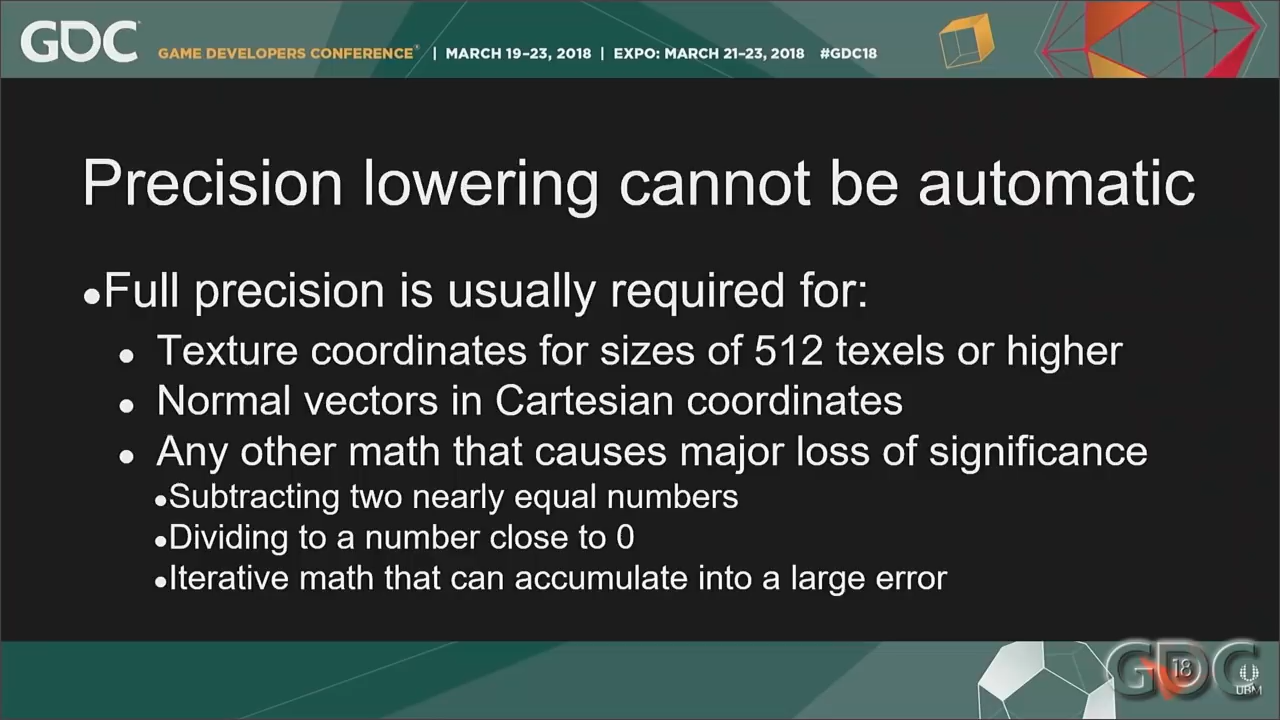 GDC GAME DEVELOPERS CONFERENCE® | MARCH 19–23, 2018 | EXPO: MARCH 21–23, 2018 #GDC18
Precision lowering cannot be automatic
●Full precision is usually required for:
● Texture coordinates for sizes of 512 texels or higher
● Normal vectors in Cartesian coordinates
● Any other math that causes major loss of significance
●Subtracting two nearly equal numbers
●Dividing to a number close to 0
●Iterative math that can accumulate into a large error
GDC 18 UBM